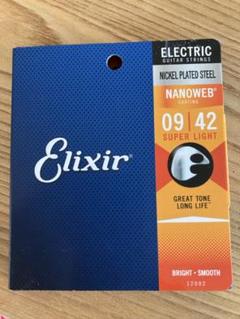 ELECTRIC
GUITAR STRINGS
NICKEL PLATED STEEL
NANOWEB®
COATING
09 | 42
SUPER LIGHT
Elixir®
GREAT TONE
LONG LIFE™
BRIGHT • SMOOTH
12002